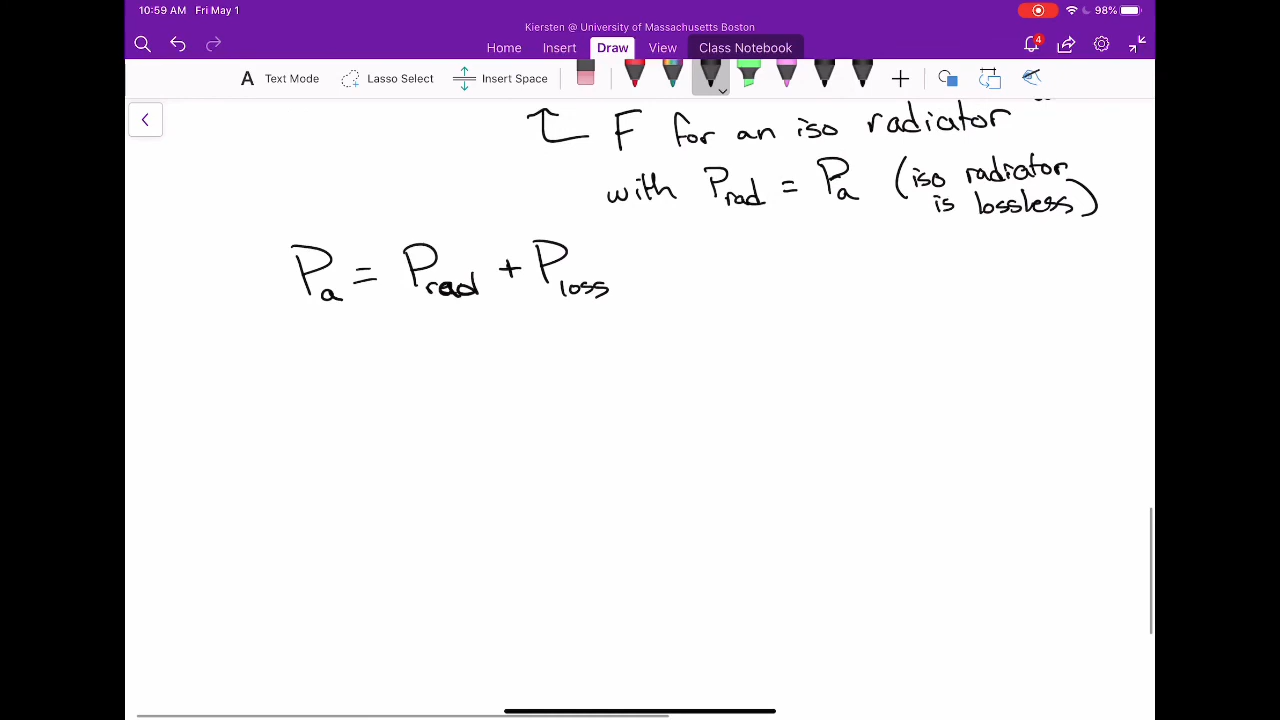 10:59 AM Fri May 1
98%
Kiersten @ University of Massachusetts Boston
Home Insert Draw View Class Notebook
4
A Text Mode Lasso Select Insert Space
F for an iso radiator
with Prad = Pa (iso radiator
is lossless)
Pa = Prad + Ploss